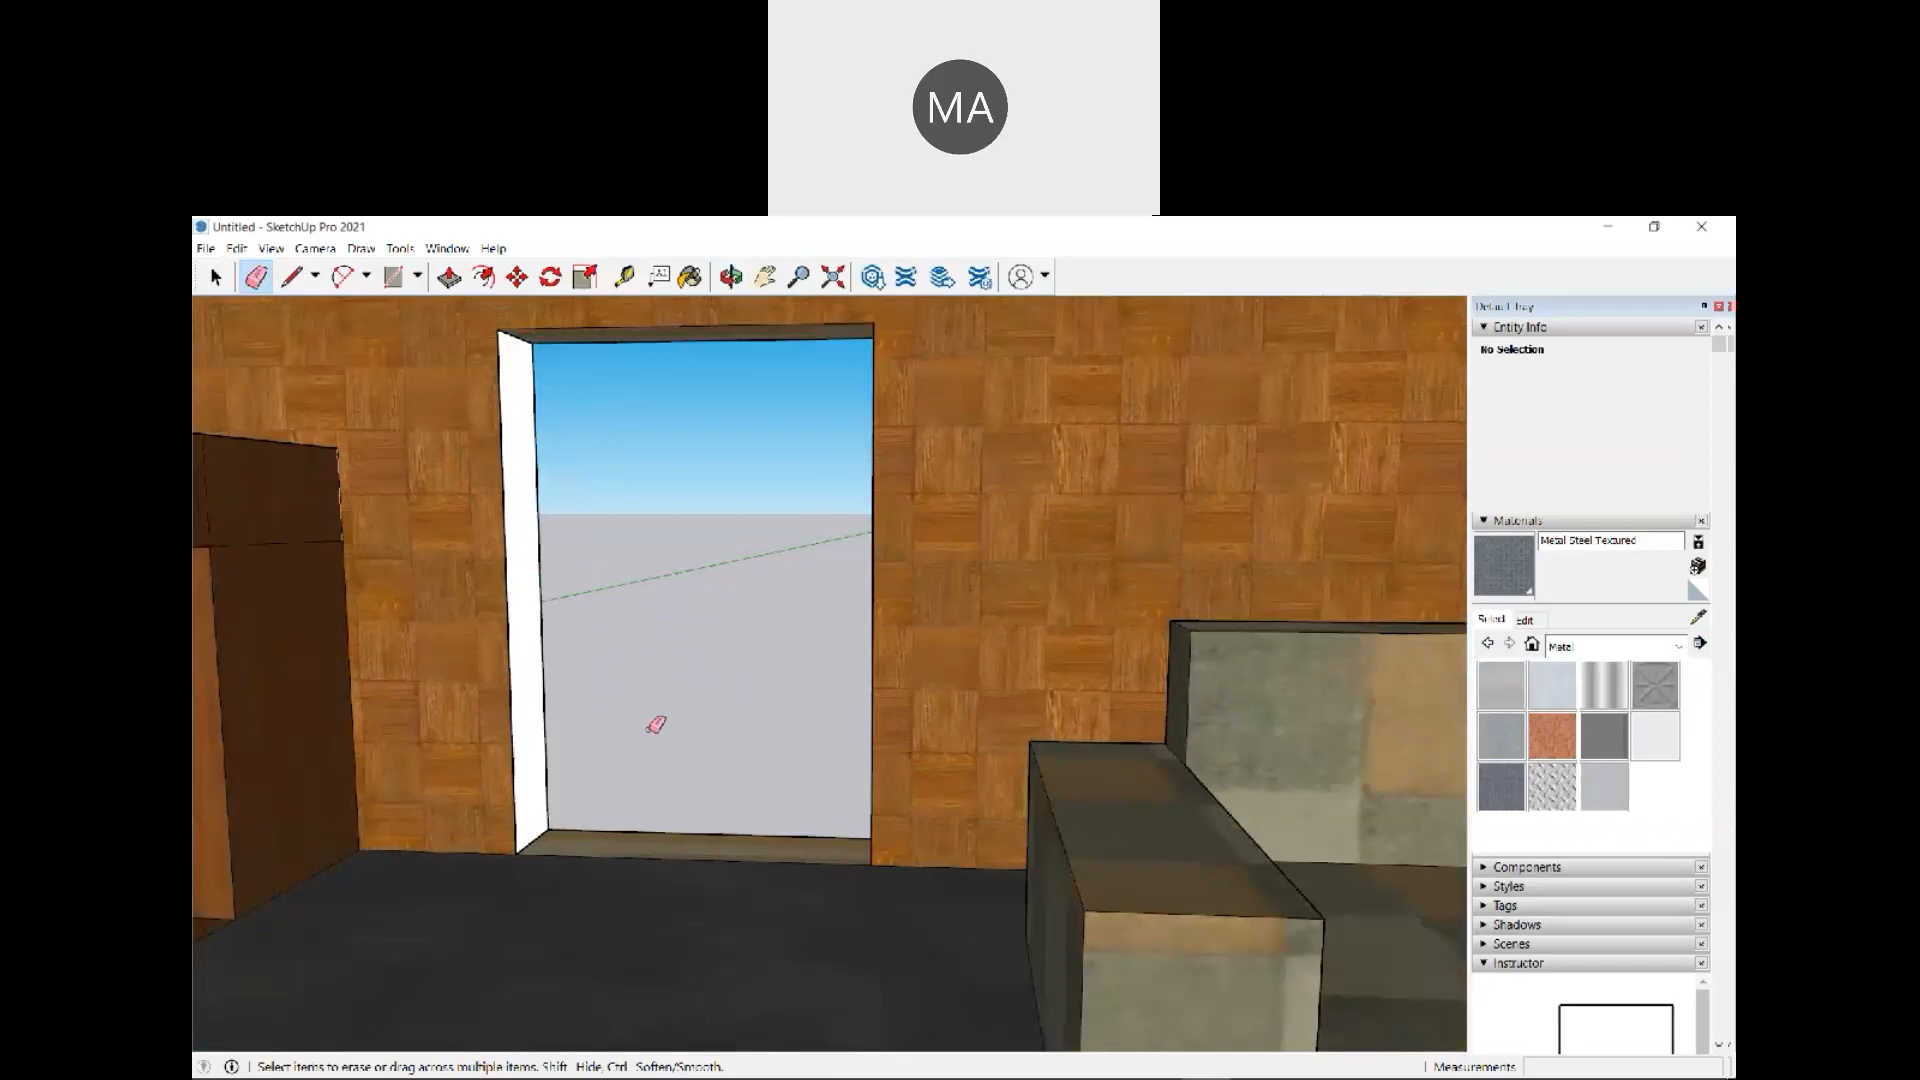 MA
Untitled - SketchUp Pro 2021
File Edit View Camera Draw Tools Window Help
Default Tray
Entity Info
No Selection
Materials
Metal Steel Textured
Select Edit
Metal
Components
Styles
Tags
Shadows
Scenes
Instructor
Select items to erase or drag across multiple items. Shift Hide, Ctrl Soften/Smooth.
Measurements